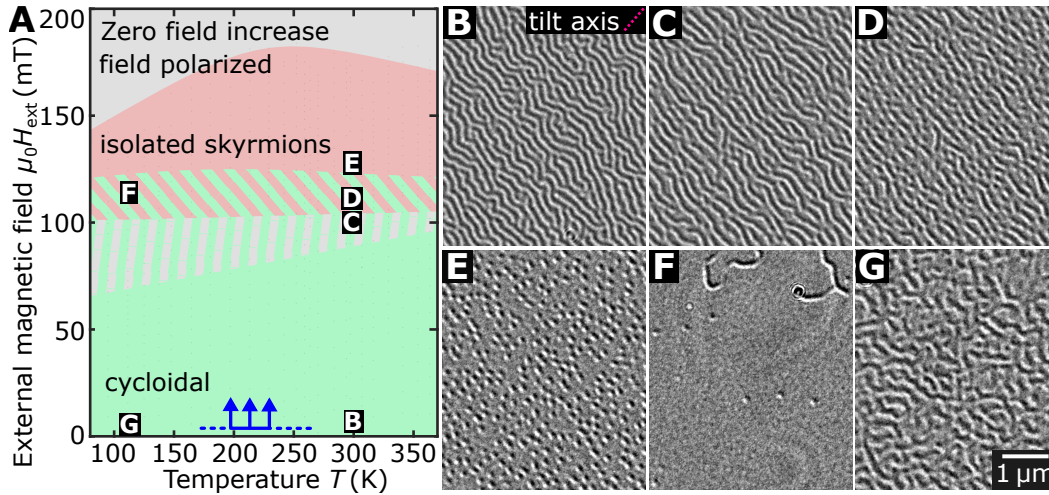 A
External magnetic field μ₀Hext (mT)
200
150
100
50
0
Zero field increase
field polarized
isolated skyrmions
E
F
D
C
cycloidal
G
B
100 150 200 250 300 350
Temperature T (K)
B
tilt axis
C
D
E
F
G
1 μm